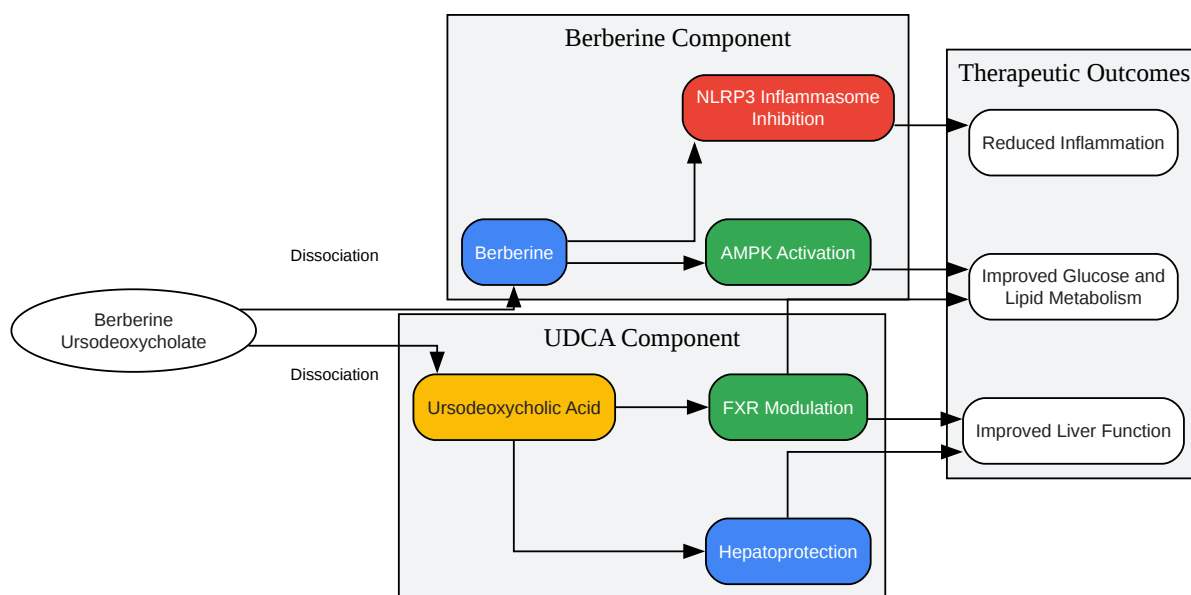 Berberine Component
Therapeutic Outcomes
NLRP3 Inflammasome
Inhibition
Reduced Inflammation
Dissociation
Berberine
AMPK Activation
Improved Glucose and
Lipid Metabolism
Berberine
Ursodeoxycholate
UDCA Component
Dissociation
Ursodeoxycholic Acid
FXR Modulation
Improved Liver Function
Hepatoprotection